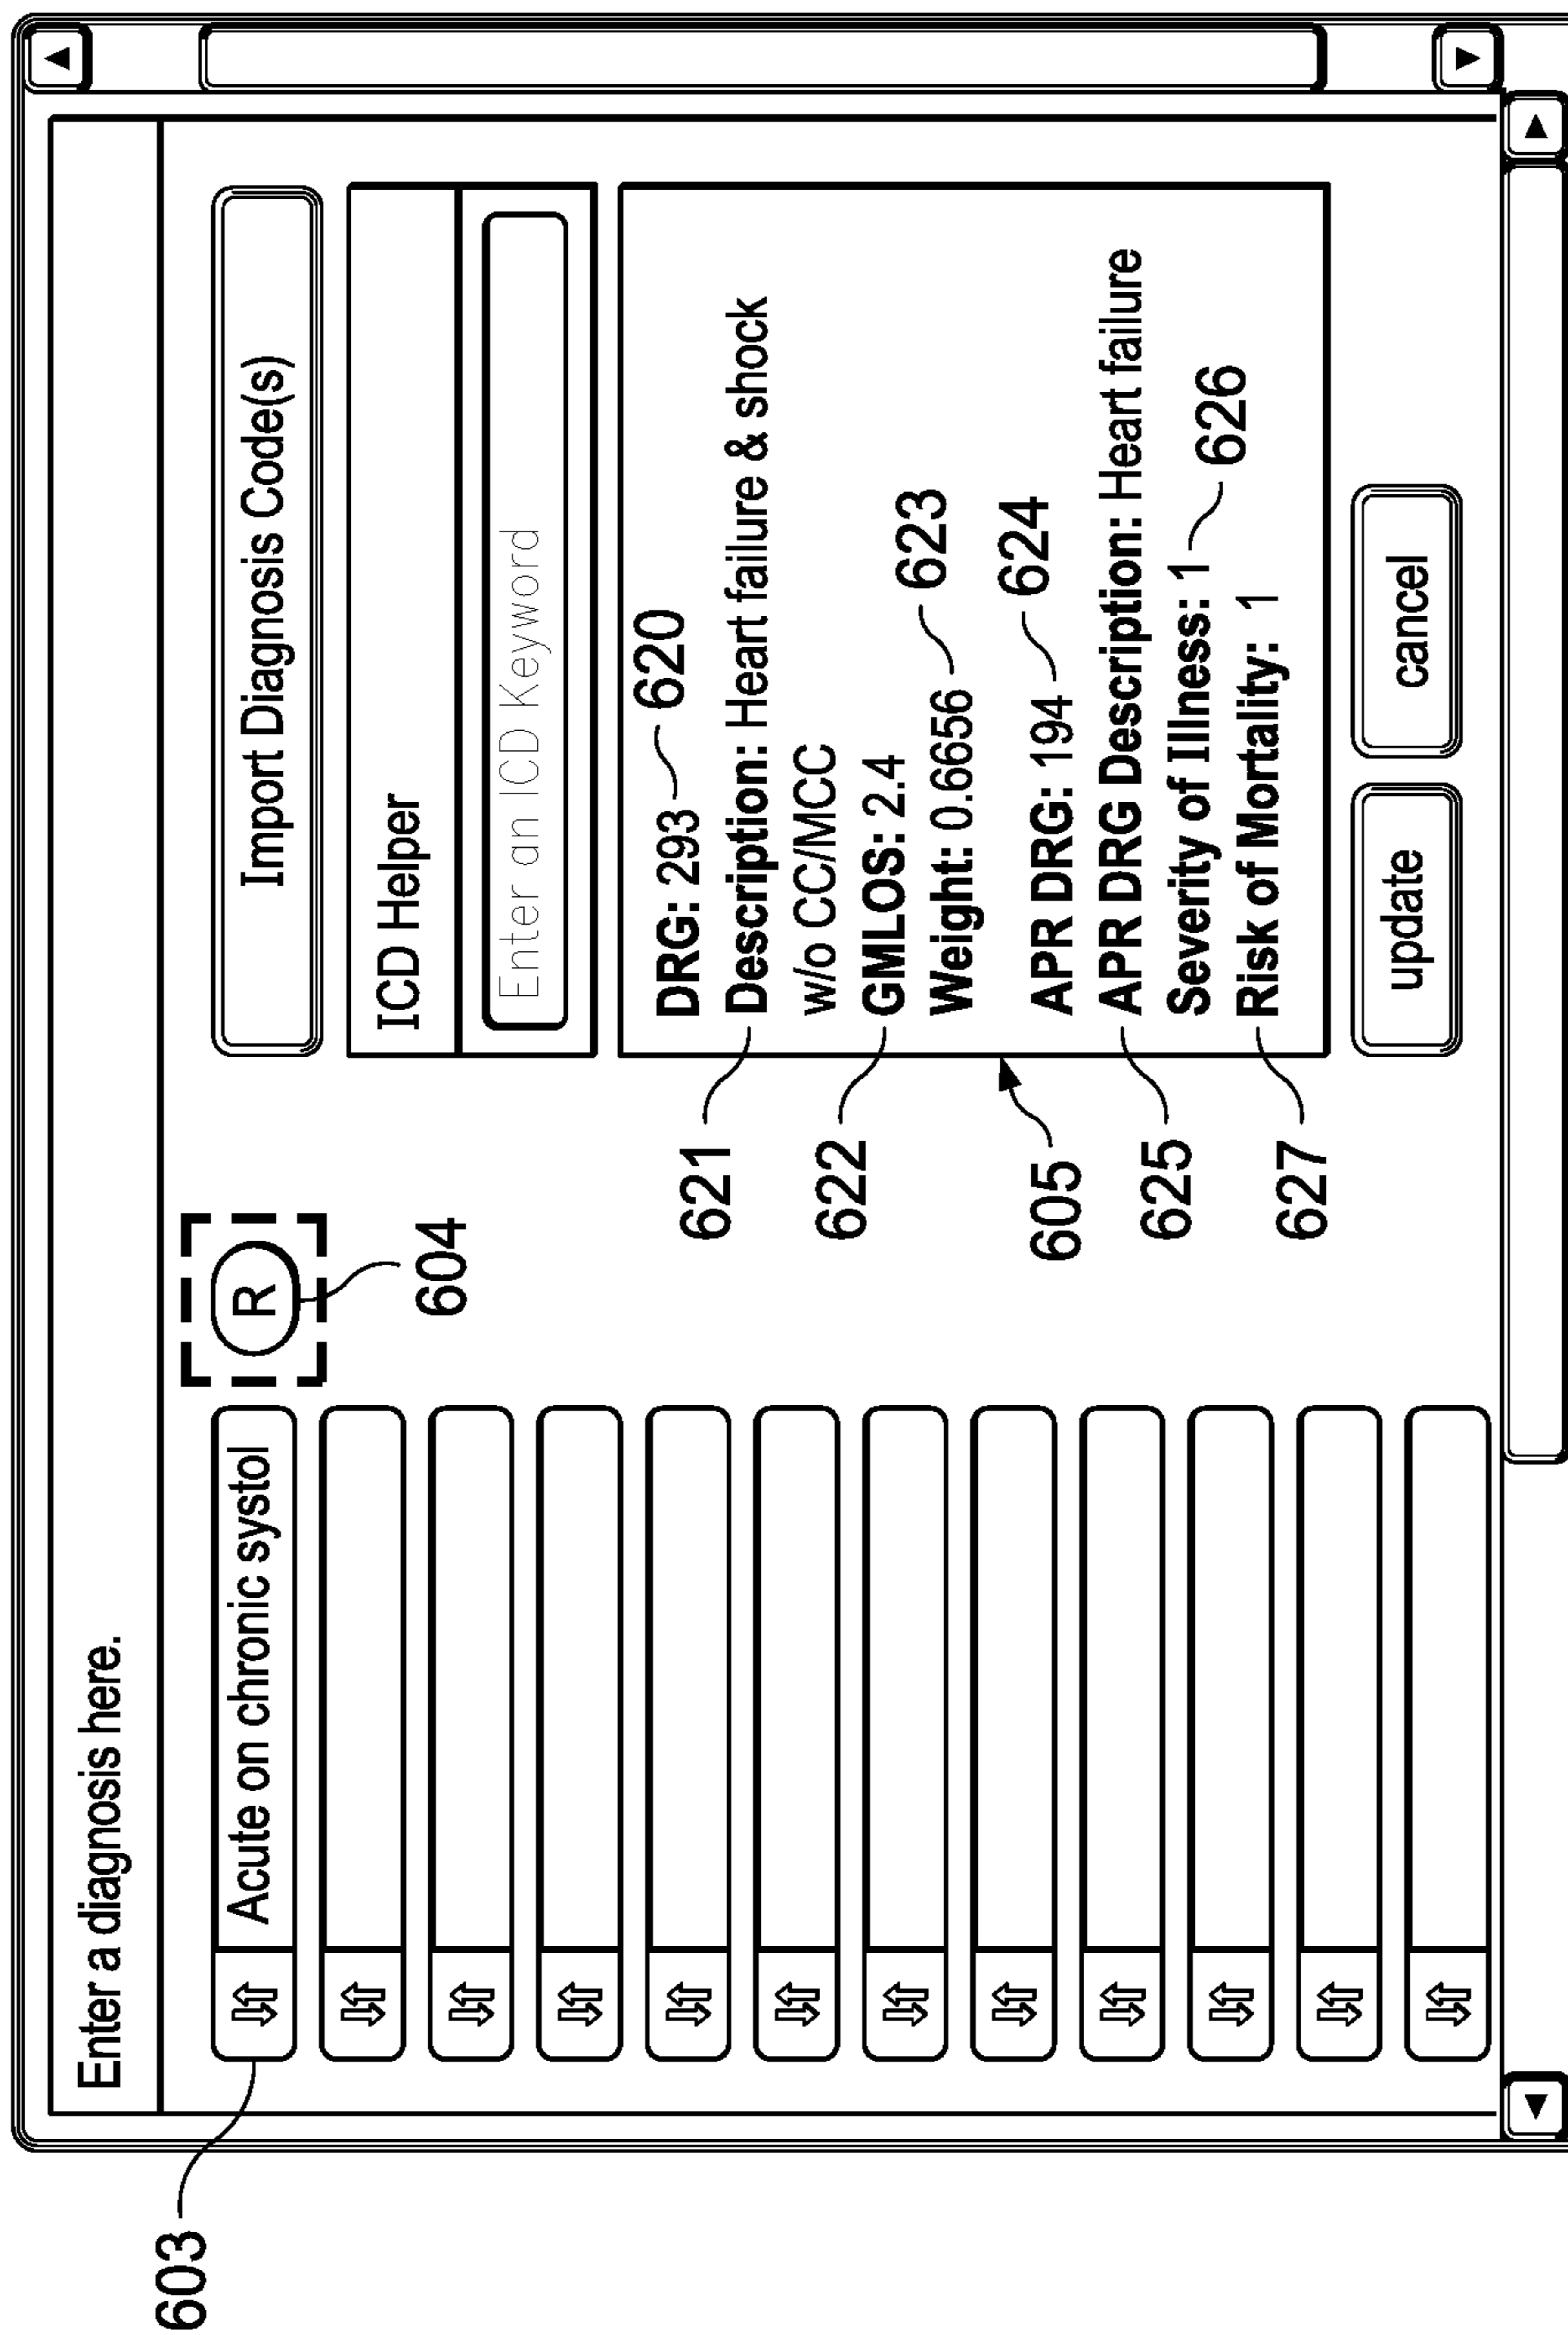 Enter a diagnosis here.
603
Acute on chronic systol
R
604
Import Diagnosis Code(s)
ICD Helper
Enter an ICD Keyword
DRG: 293 620
621 Description: Heart failure & shock
w/o CC/MCC
622 GMLOS: 2.4
Weight: 0.6656 623
605
APR DRG: 194 624
625 APR DRG Description: Heart failure
Severity of Illness: 1 626
627 Risk of Mortality: 1
update cancel